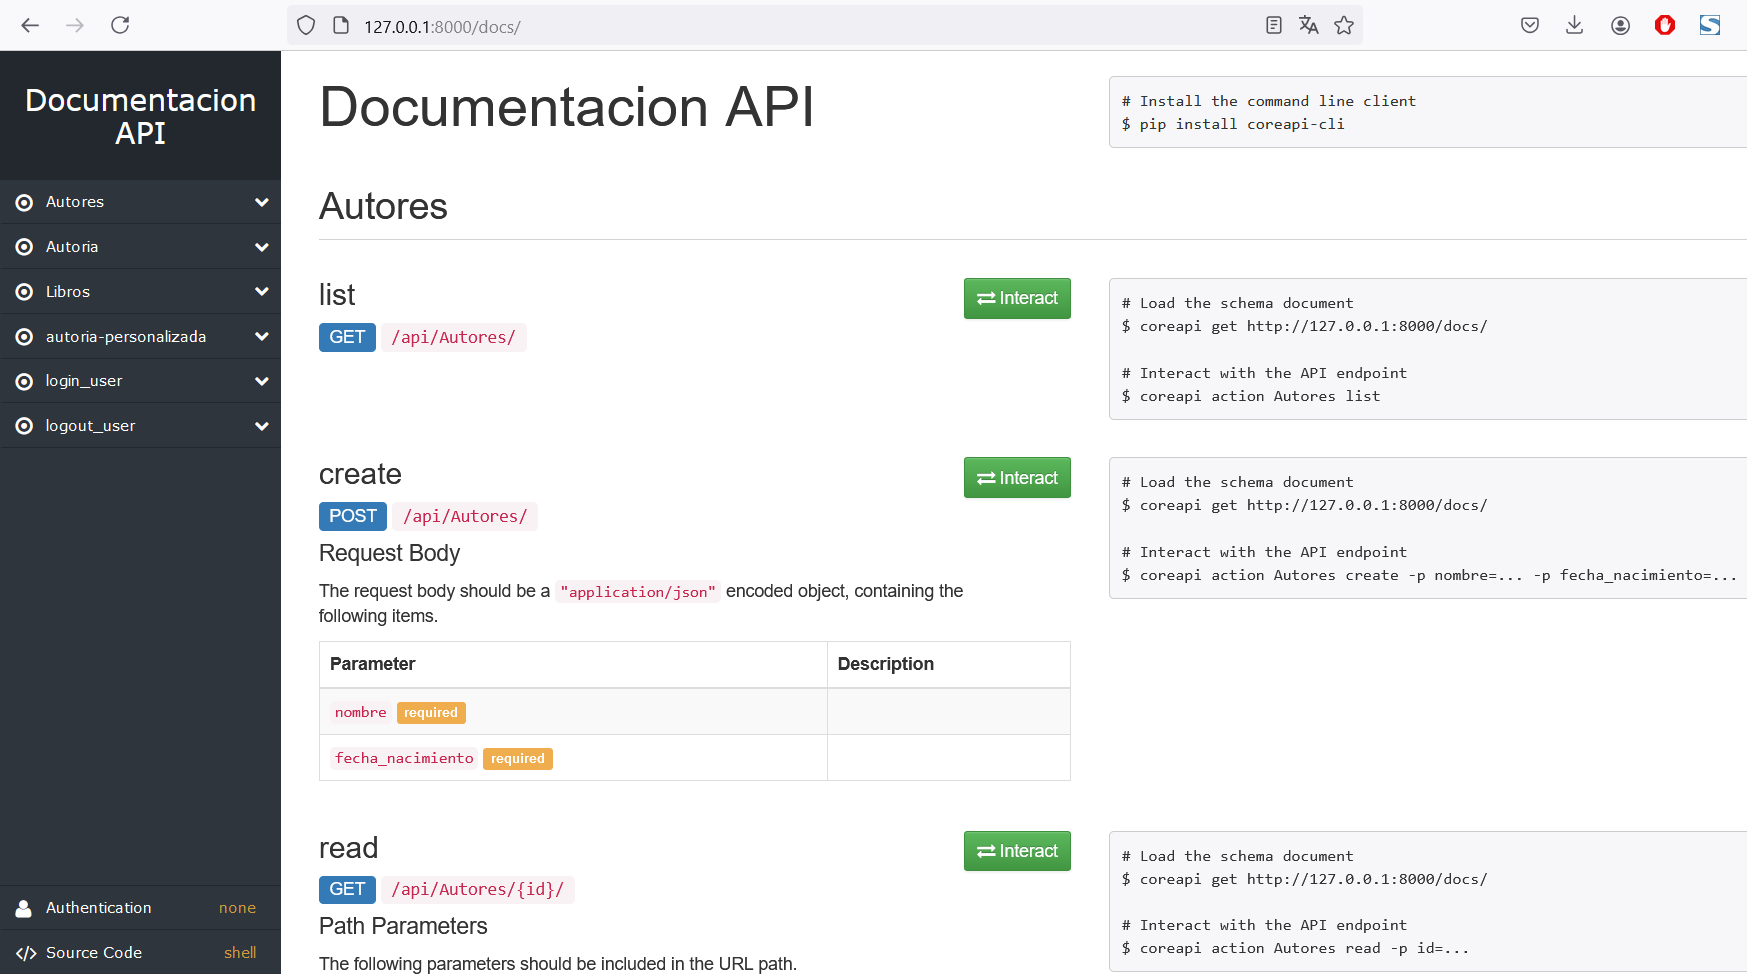 127.0.0.1:8000/docs/
Documentacion
API
Autores
Autoria
Libros
autoria-personalizada
login_user
logout_user
Authentication none
</> Source Code shell
Documentacion API
# Install the command line client
$ pip install coreapi-cli
Autores
list
Interact
GET /api/Autores/
# Load the schema document
$ coreapi get http://127.0.0.1:8000/docs/
# Interact with the API endpoint
$ coreapi action Autores list
create
Interact
POST /api/Autores/
Request Body
The request body should be a "application/json" encoded object, containing the
following items.
Parameter Description
nombre required
fecha_nacimiento required
# Load the schema document
$ coreapi get http://127.0.0.1:8000/docs/
# Interact with the API endpoint
$ coreapi action Autores create -p nombre=... -p fecha_nacimiento=...
read
Interact
GET /api/Autores/{id}/
Path Parameters
The following parameters should be included in the URL path.
# Load the schema document
$ coreapi get http://127.0.0.1:8000/docs/
# Interact with the API endpoint
$ coreapi action Autores read -p id=...